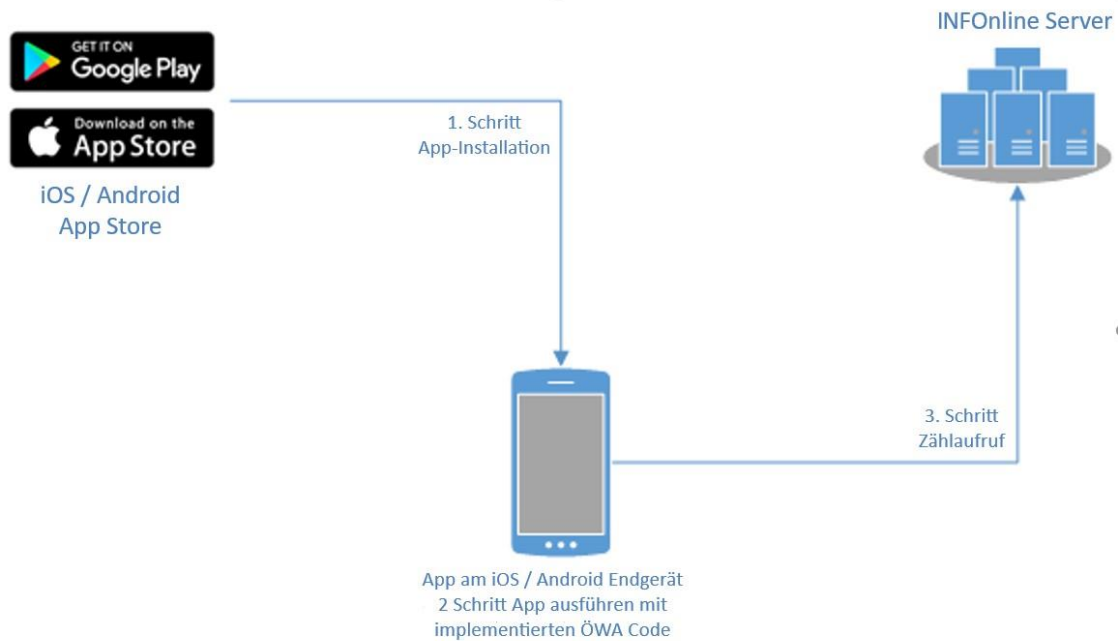 INFOnline Server
GET IT ON
Google Play
Download on the
App Store
iOS / Android
App Store
1. Schritt
App-Installation
3. Schritt
Zählaufruf
App am iOS / Android Endgerät
2 Schritt App ausführen mit
implementierten ÖWA Code